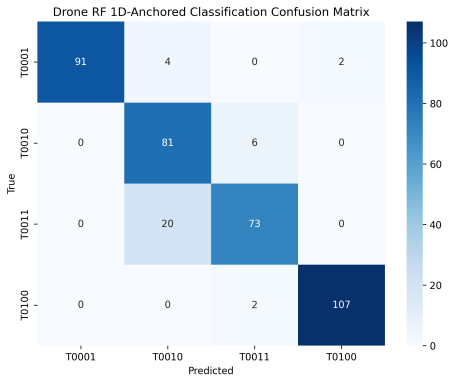 Drone RF 1D-Anchored Classification Confusion Matrix
True
T0001 91 4 0 2
T0010 0 81 6 0
T0011 0 20 73 0
T0100 0 0 2 107
T0001 T0010 T0011 T0100
Predicted
100
80
60
40
20
0